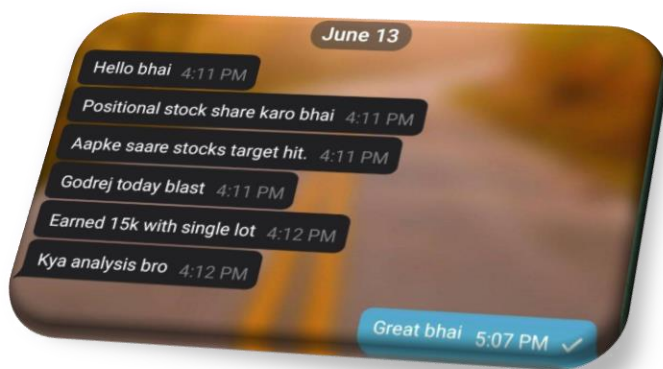 June 13
Hello bhai 4:11 PM
Positional stock share karo bhai 4:11 PM
Aapke saare stocks target hit. 4:11 PM
Godrej today blast 4:11 PM
Earned 15k with single lot 4:12 PM
Kya analysis bro 4:12 PM
Great bhai 5:07 PM